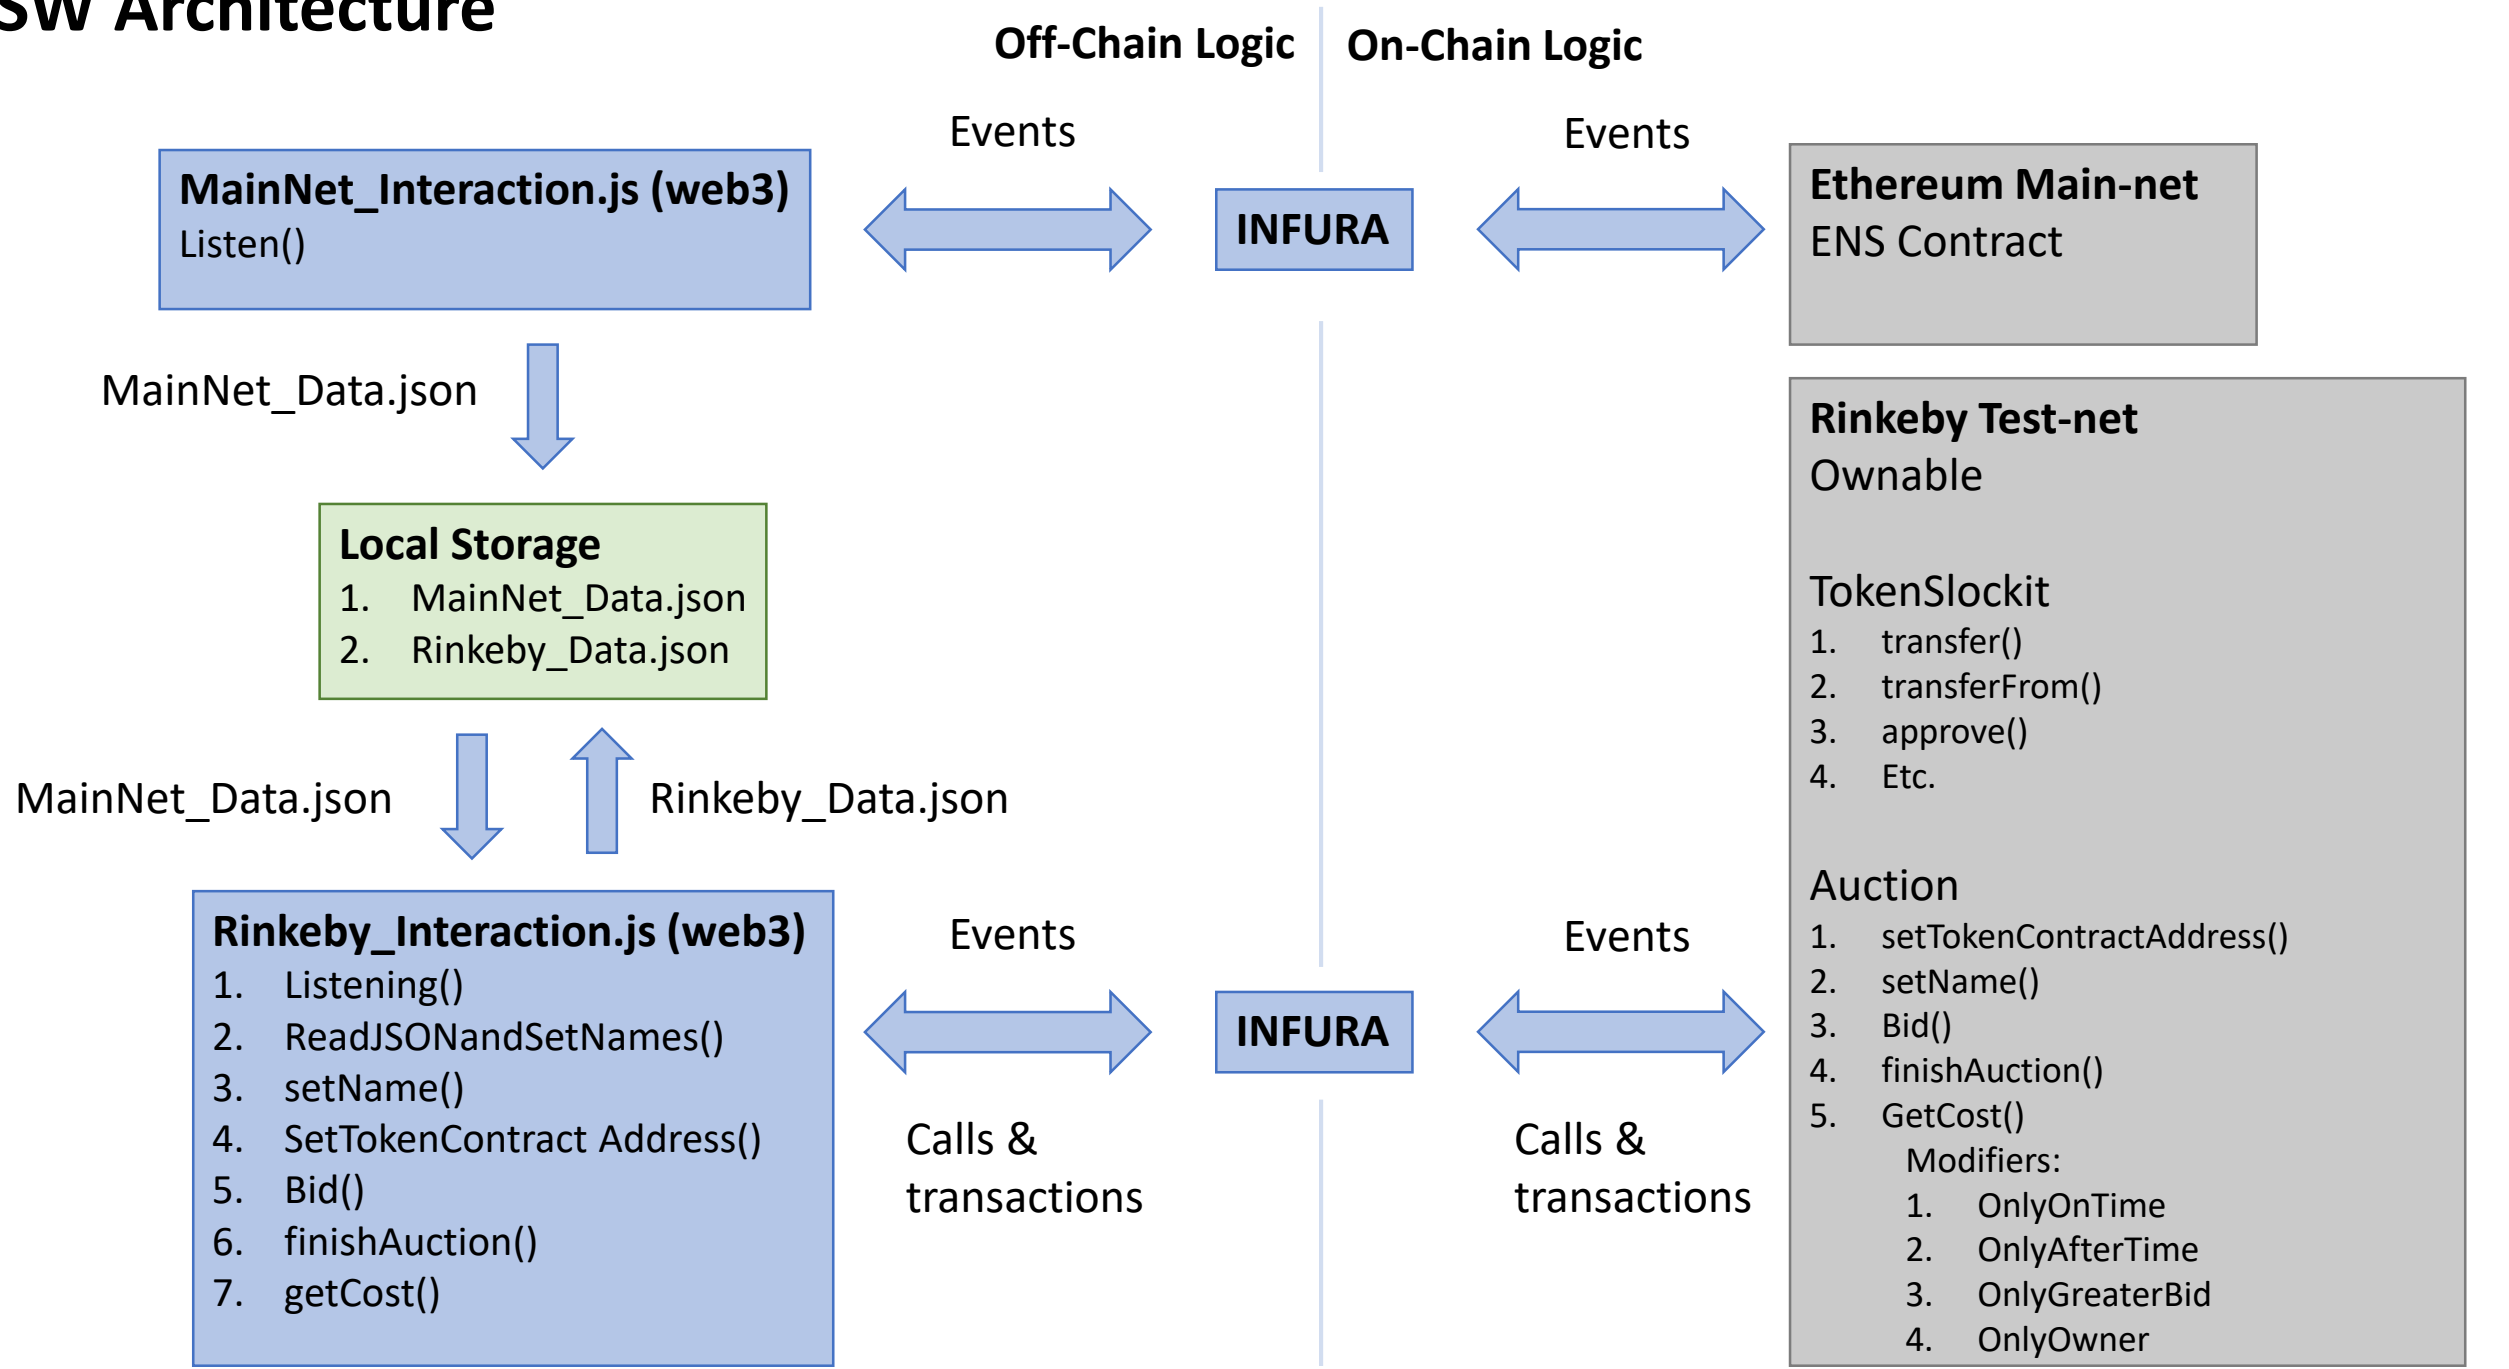 SW Architecture
Off-Chain Logic
On-Chain Logic
Events
Events
MainNet_Interaction.js (web3)
Listen()
INFURA
Ethereum Main-net
ENS Contract
MainNet_Data.json
Local Storage
1. MainNet_Data.json
2. Rinkeby_Data.json
MainNet_Data.json
Rinkeby_Data.json
Rinkeby_Interaction.js (web3)
1. Listening()
2. ReadJSONandSetNames()
3. setName()
4. SetTokenContract Address()
5. Bid()
6. finishAuction()
7. getCost()
Events
Calls &
transactions
INFURA
Events
Calls &
transactions
Rinkeby Test-net
Ownable
TokenSlockit
1. transfer()
2. transferFrom()
3. approve()
4. Etc.
Auction
1. setTokenContractAddress()
2. setName()
3. Bid()
4. finishAuction()
5. GetCost()
Modifiers:
1. OnlyOnTime
2. OnlyAfterTime
3. OnlyGreaterBid
4. OnlyOwner